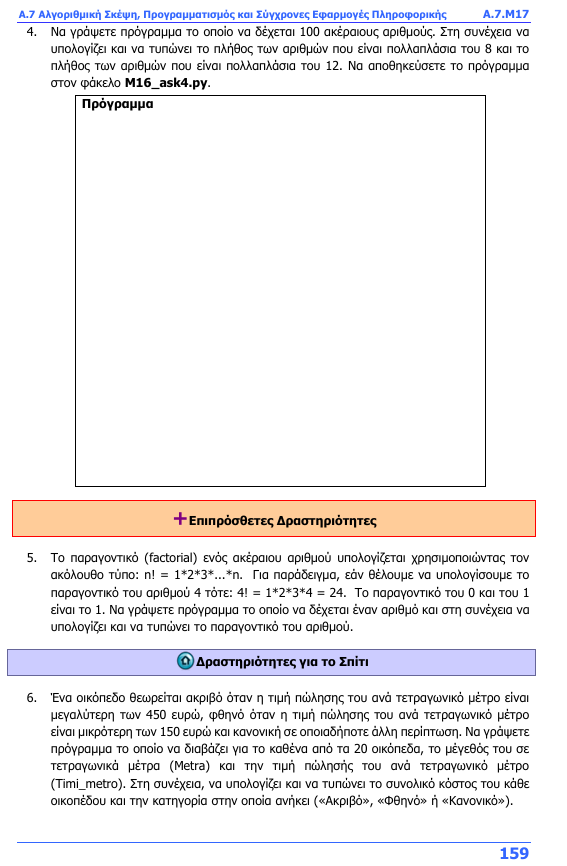 Α.7 Αλγοριθμική Σκέψη, Προγραμματισμός και Σύγχρονες Εφαρμογές Πληροφορικής Α.7.Μ17
4. Να γράψετε πρόγραμμα το οποίο να δέχεται 100 ακέραιους αριθμούς. Στη συνέχεια να
υπολογίζει και να τυπώνει το πλήθος των αριθμών που είναι πολλαπλάσια του 8 και το
πλήθος των αριθμών που είναι πολλαπλάσια του 12. Να αποθηκεύσετε το πρόγραμμα
στον φάκελο M16_ask4.py.
Πρόγραμμα
+Επιπρόσθετες Δραστηριότητες
5. Το παραγοντικό (factorial) ενός ακέραιου αριθμού υπολογίζεται χρησιμοποιώντας τον
ακόλουθο τύπο: n! = 1*2*3*...*n. Για παράδειγμα, εάν θέλουμε να υπολογίσουμε το
παραγοντικό του αριθμού 4 τότε: 4! = 1*2*3*4 = 24. Το παραγοντικό του 0 και του 1
είναι το 1. Να γράψετε πρόγραμμα το οποίο να δέχεται έναν αριθμό και στη συνέχεια να
υπολογίζει και να τυπώνει το παραγοντικό του αριθμού.
Δραστηριότητες για το Σπίτι
6. Ένα οικόπεδο θεωρείται ακριβό όταν η τιμή πώλησης του ανά τετραγωνικό μέτρο είναι
μεγαλύτερη των 450 ευρώ, φθηνό όταν η τιμή πώλησης του ανά τετραγωνικό μέτρο
είναι μικρότερη των 150 ευρώ και κανονική σε οποιαδήποτε άλλη περίπτωση. Να γράψετε
πρόγραμμα το οποίο να διαβάζει για το καθένα από τα 20 οικόπεδα, το μέγεθός του σε
τετραγωνικά μέτρα (Metra) και την τιμή πώλησής του ανά τετραγωνικό μέτρο
(Timi_metro). Στη συνέχεια, να υπολογίζει και να τυπώνει το συνολικό κόστος του κάθε
οικοπέδου και την κατηγορία στην οποία ανήκει («Ακριβό», «Φθηνό» ή «Κανονικό»).
159